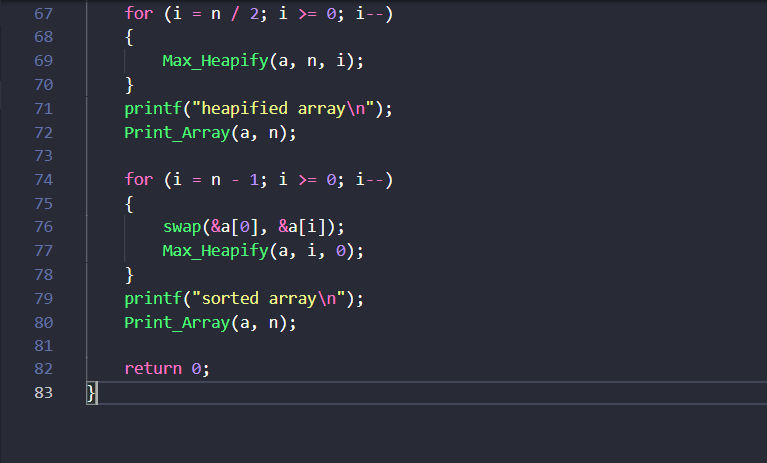 67 for (i = n / 2; i >= 0; i--)
68 {
69 Max_Heapify(a, n, i);
70 }
71 printf("heapified array\n");
72 Print_Array(a, n);
73
74 for (i = n - 1; i >= 0; i--)
75 {
76 swap(&a[0], &a[i]);
77 Max_Heapify(a, i, 0);
78 }
79 printf("sorted array\n");
80 Print_Array(a, n);
81
82 return 0;
83 }